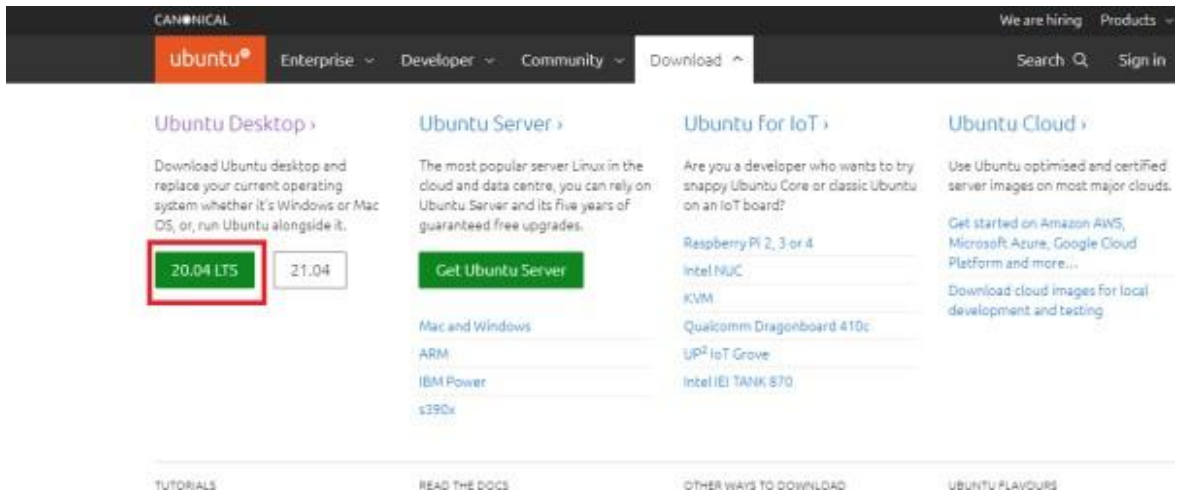 CANONICAL
We are hiring Products
ubuntu®
Enterprise
Developer
Community
Download
Search
Sign in
Ubuntu Desktop ›
Download Ubuntu desktop and
replace your current operating
system whether it's Windows or Mac
OS, or, run Ubuntu alongside it.
20.04 LTS
21.04
Ubuntu Server ›
The most popular server Linux in the
cloud and data centre, you can rely on
Ubuntu Server and its five years of
guaranteed free upgrades.
Get Ubuntu Server
Mac and Windows
ARM
IBM Power
s390x
Ubuntu for IoT ›
Are you a developer who wants to try
snappy Ubuntu Core or classic Ubuntu
on an IoT board?
Raspberry Pi 2, 3 or 4
Intel NUC
KVM
Qualcomm Dragonboard 410c
UP² IoT Grove
Intel IEI TANK 870
Ubuntu Cloud ›
Use Ubuntu optimised and certified
server images on most major clouds.
Get started on Amazon AWS,
Microsoft Azure, Google Cloud
Platform and more...
Download cloud images for local
development and testing
TUTORIALS
READ THE DOCS
OTHER WAYS TO DOWNLOAD
UBUNTU FLAVOURS